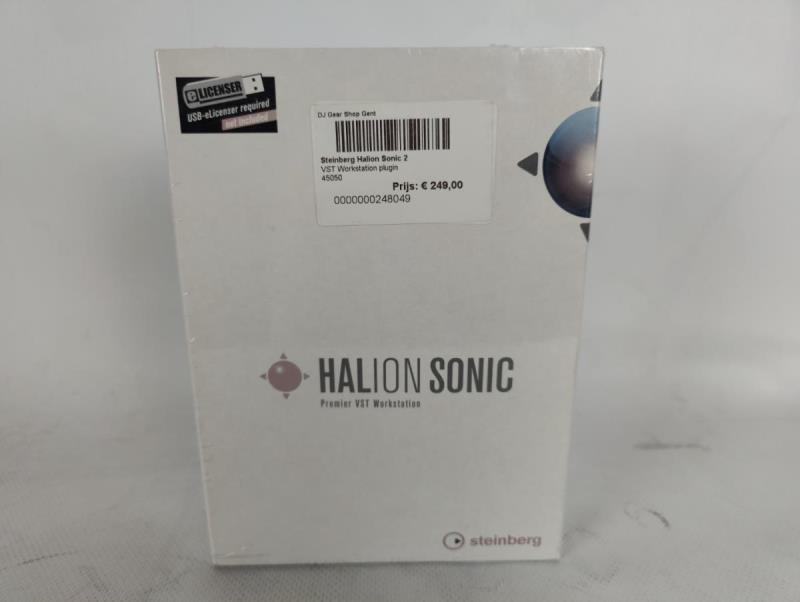 eLICENSER
USB-eLicenser required
not included
DJ Gear Shop Gent
Steinberg Halion Sonic 2
VST Workstation plugin
45050
Prijs: € 249,00
0000000248049
HALION SONIC
Premier VST Workstation
steinberg